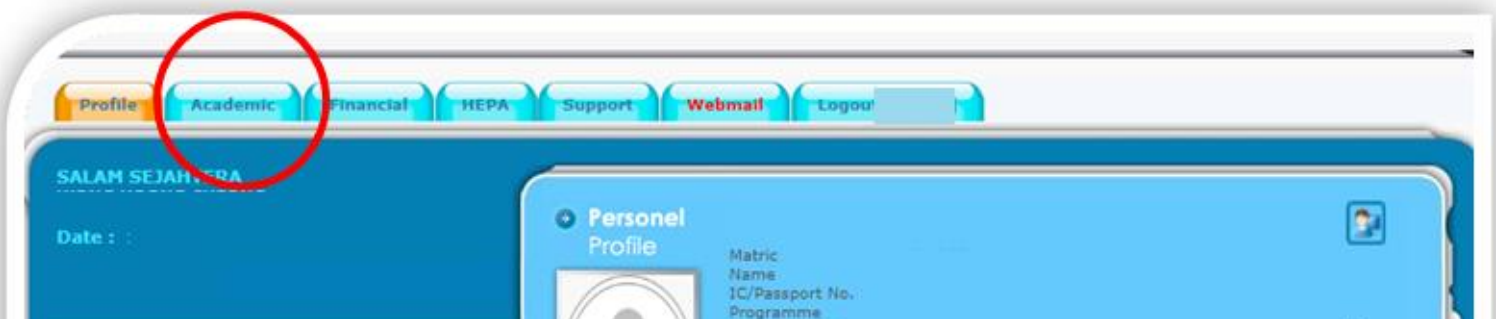 Profile Academic Financial HEPA Support Webmail Logout
SALAM SEJAHTERA
Date : :
Personel
Profile
Matric
Name
IC/Passport No.
Programme